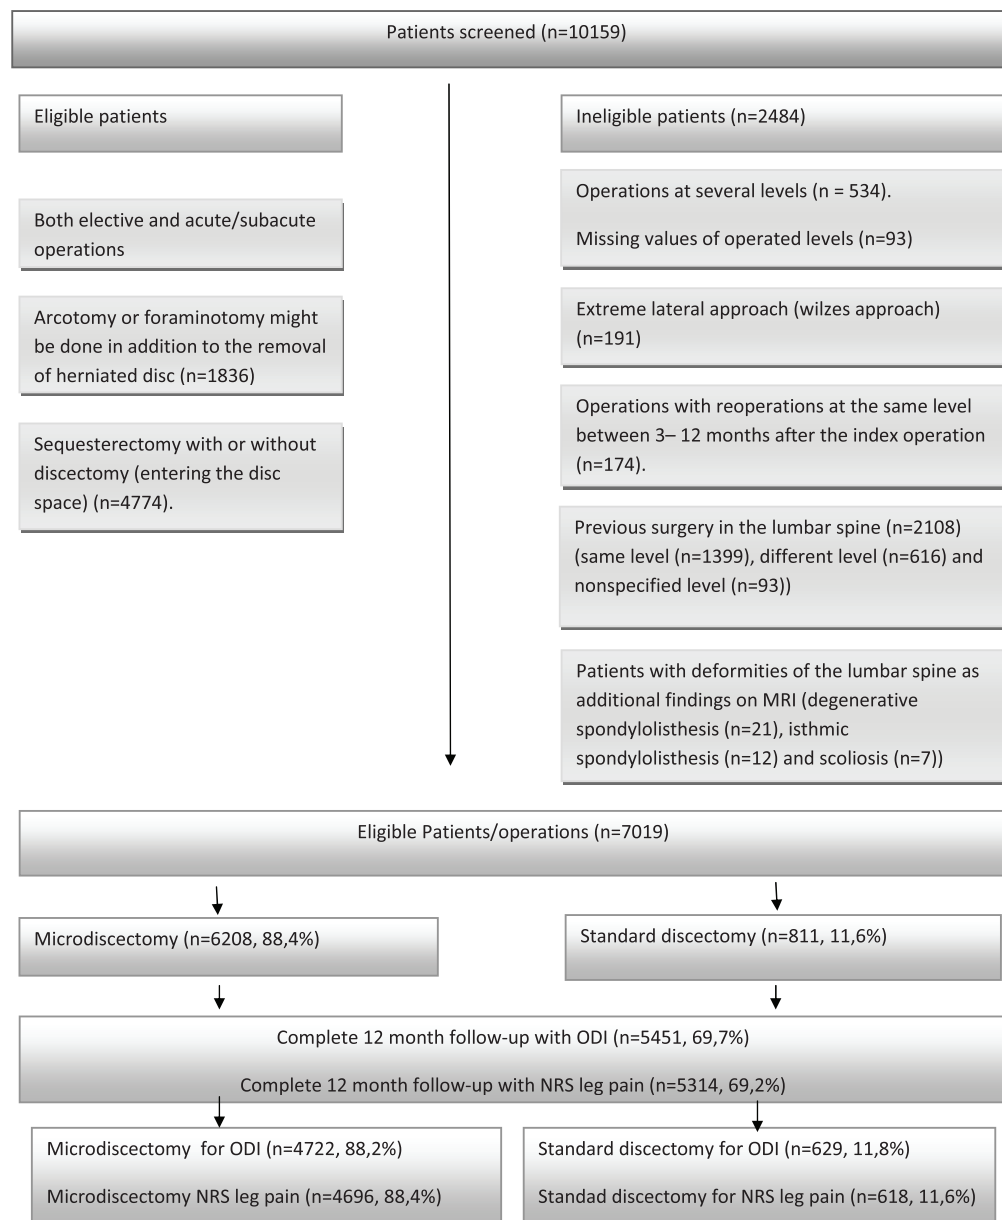 Patients screened (n=10159)
Eligible patients
Both elective and acute/subacute
operations
Arcotomy or foraminotomy might
be done in addition to the removal
of herniated disc (n=1836)
Sequesterectomy with or without
discectomy (entering the disc
space) (n=4774).
Ineligible patients (n=2484)
Operations at several levels (n = 534).
Missing values of operated levels (n=93)
Extreme lateral approach (wilzes approach)
(n=191)
Operations with reoperations at the same level
between 3– 12 months after the index operation
(n=174).
Previous surgery in the lumbar spine (n=2108)
(same level (n=1399), different level (n=616) and
nonspecified level (n=93))
Patients with deformities of the lumbar spine as
additional findings on MRI (degenerative
spondylolisthesis (n=21), isthmic
spondylolisthesis (n=12) and scoliosis (n=7))
Eligible Patients/operations (n=7019)
Microdiscectomy (n=6208, 88,4%)
Standard discectomy (n=811, 11,6%)
Complete 12 month follow-up with ODI (n=5451, 69,7%)
Complete 12 month follow-up with NRS leg pain (n=5314, 69,2%)
Microdiscectomy for ODI (n=4722, 88,2%)
Microdiscectomy NRS leg pain (n=4696, 88,4%)
Standard discectomy for ODI (n=629, 11,8%)
Standad discectomy for NRS leg pain (n=618, 11,6%)